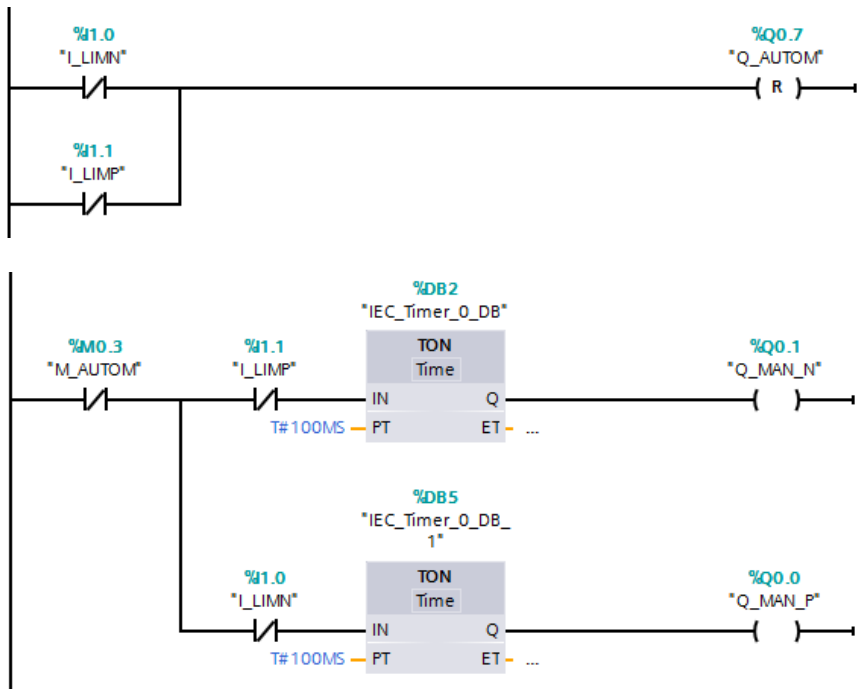 %I1.0 %Q0.7
"I_LIMN" "Q_AUTOM"
R
%I1.1
"I_LIMP"
%DB2
"IEC_Timer_0_DB"
%M0.3 %I1.1 TON %Q0.1
"M_AUTOM" "I_LIMP" Time "Q_MAN_N"
IN Q
T#100MS PT ET ...
%DB5
"IEC_Timer_0_DB_
1"
%I1.0 TON %Q0.0
"I_LIMN" Time "Q_MAN_P"
IN Q
T#100MS PT ET ...